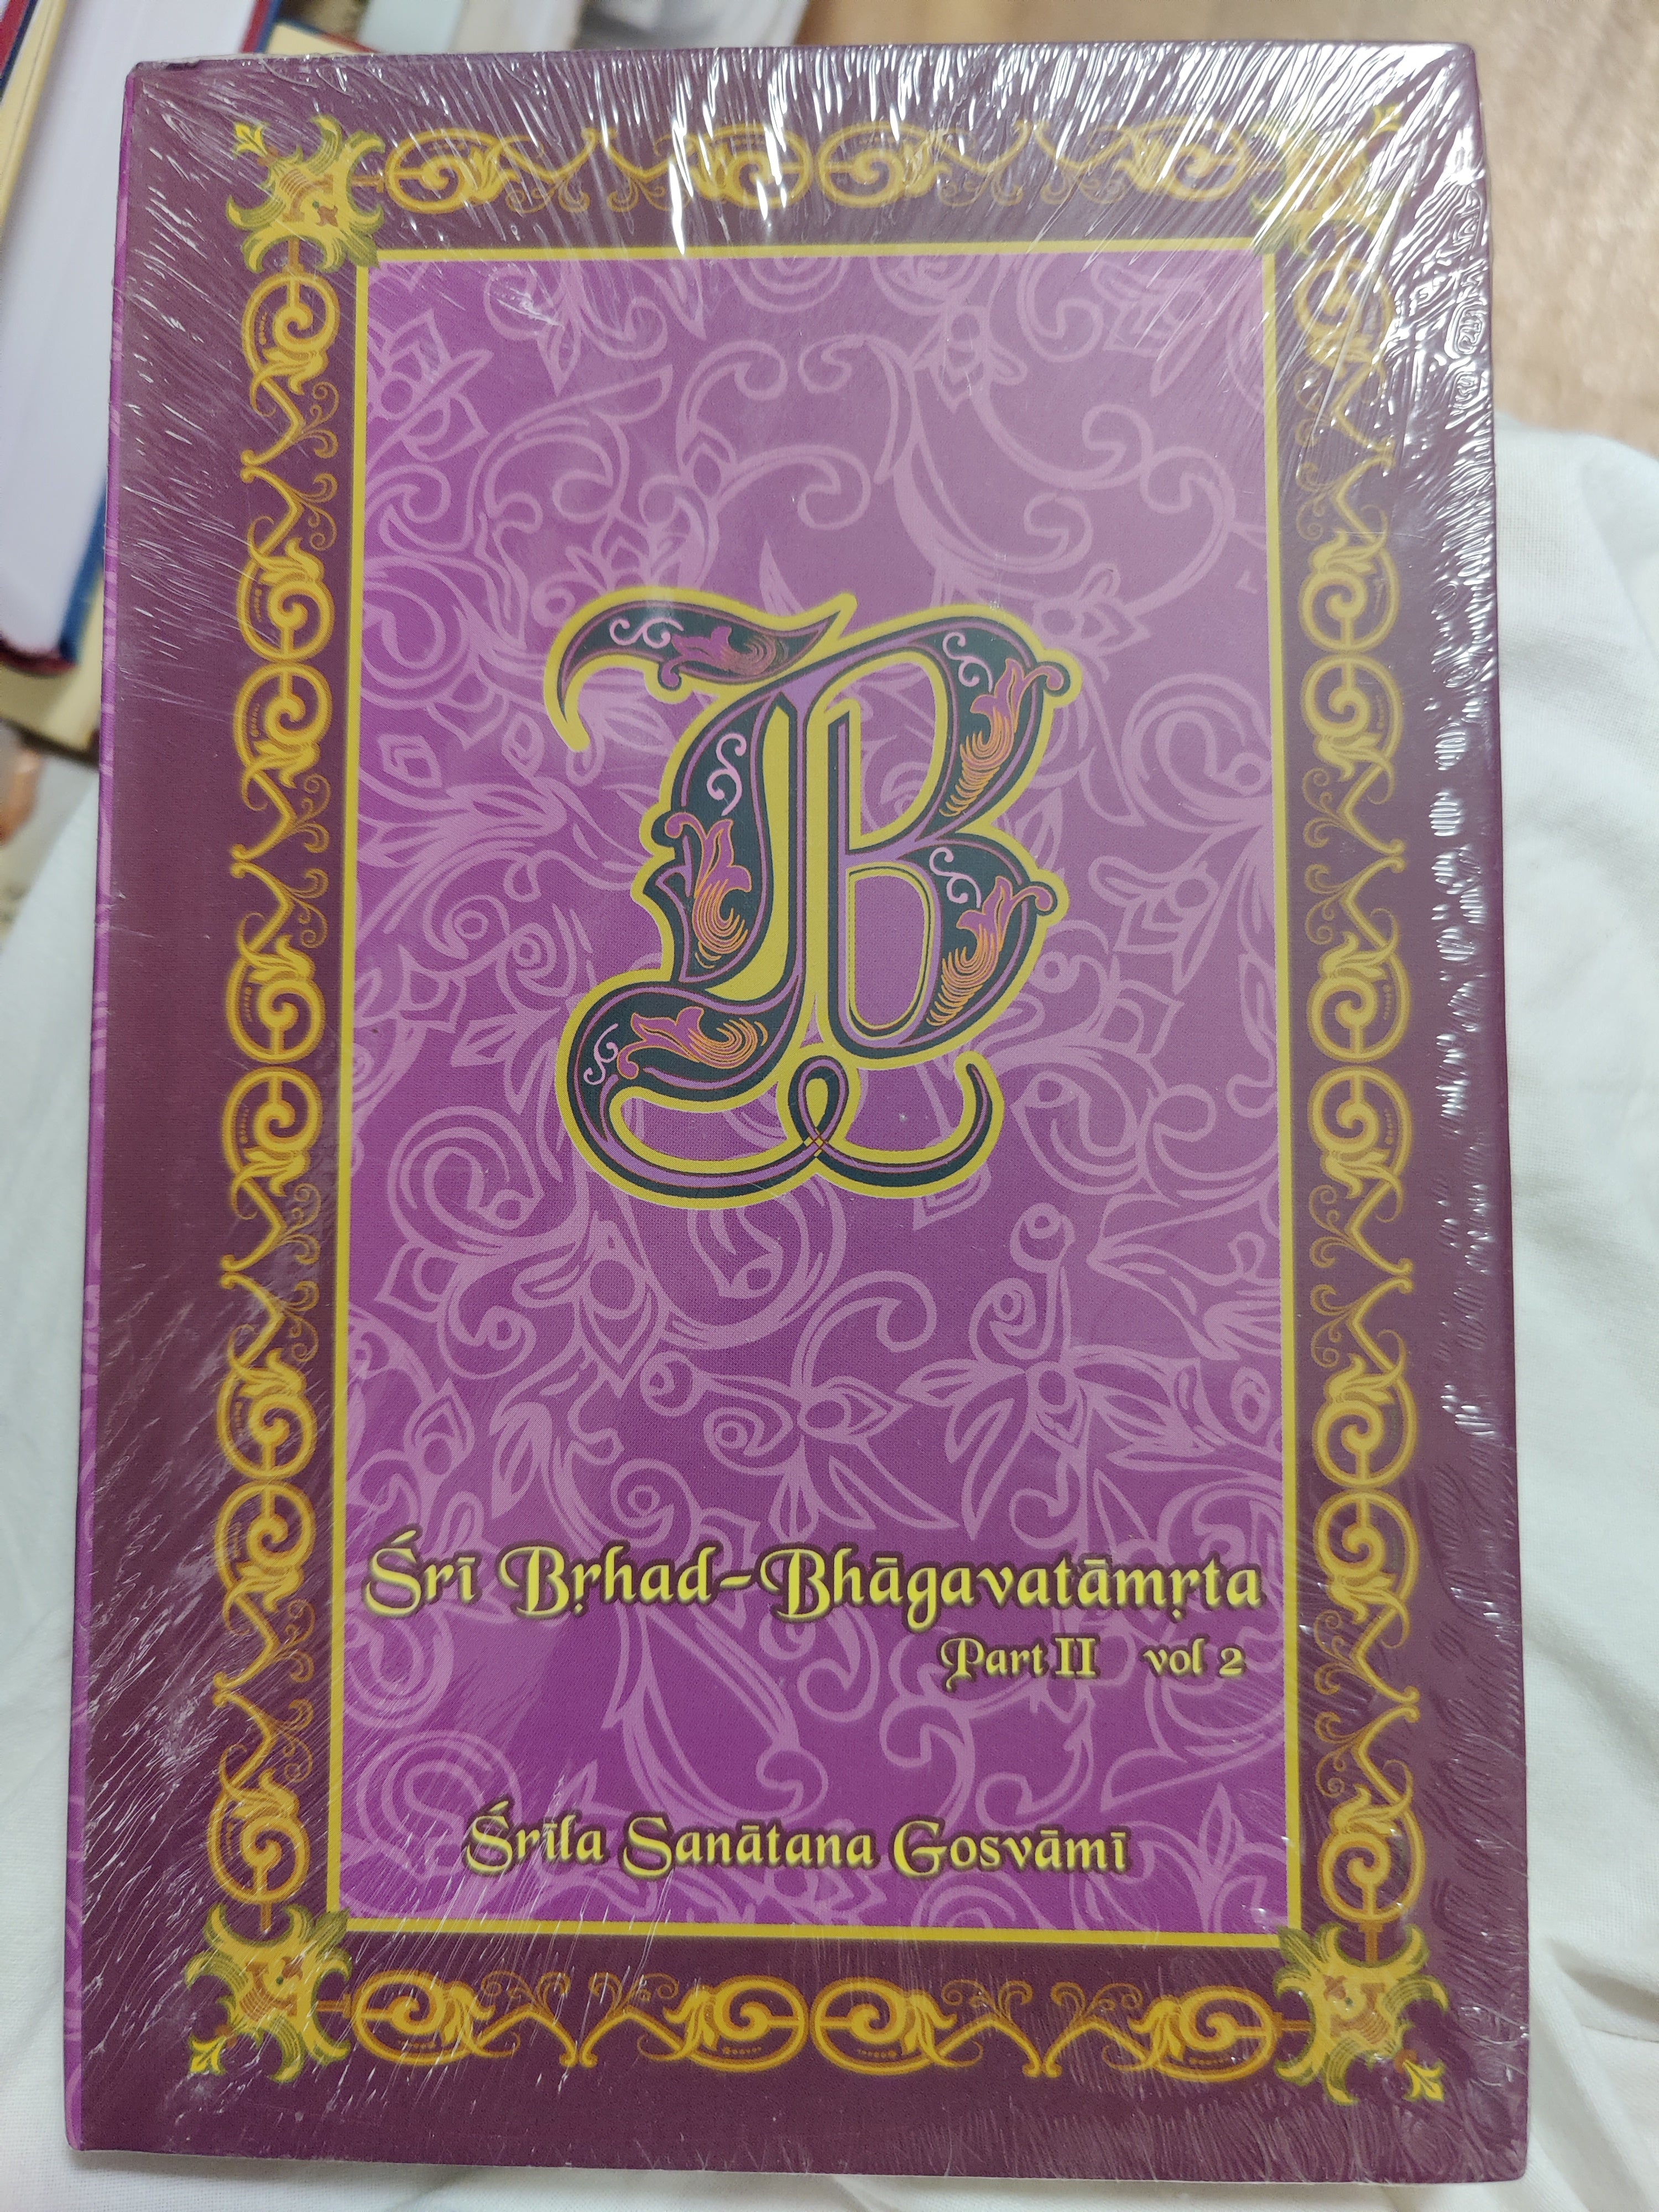 B
Śrī Bṛhad-Bhāgavatāmṛta
Part II vol 2
Śrīla Sanātana Gosvāmī